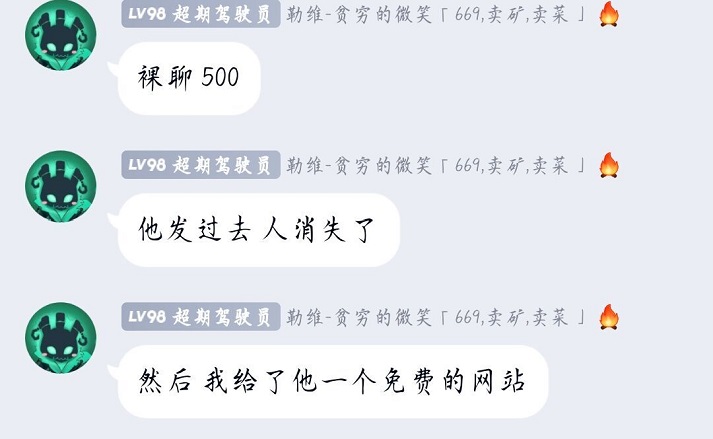 LV98 超期驾驶员 勒维-贫穷的微笑「669,卖矿,卖菜」
裸聊 500
LV98 超期驾驶员 勒维-贫穷的微笑「669,卖矿,卖菜」
他发过去 人消失了
LV98 超期驾驶员 勒维-贫穷的微笑「669,卖矿,卖菜」
然后 我给了他一个免费的网站